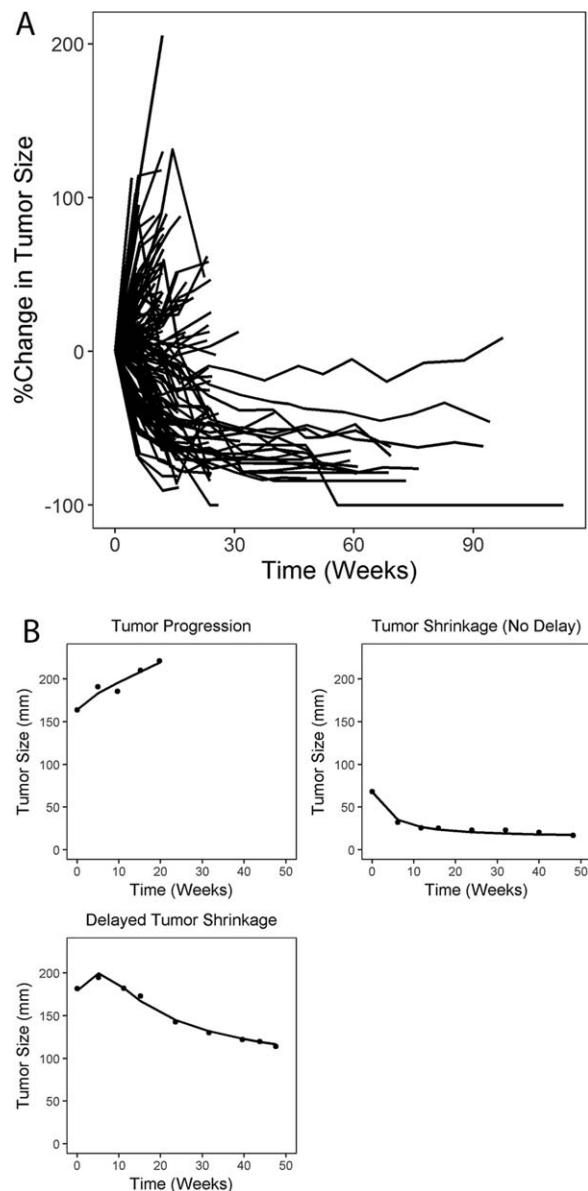 A
%Change in Tumor Size
200
100
0
-100
0 30 60 90
Time (Weeks)
B
Tumor Progression
Tumor Size (mm)
200
150
100
50
0
0 10 20 30 40 50
Time (Weeks)
Tumor Shrinkage (No Delay)
Tumor Size (mm)
200
150
100
50
0
0 10 20 30 40 50
Time (Weeks)
Delayed Tumor Shrinkage
Tumor Size (mm)
200
150
100
50
0
0 10 20 30 40 50
Time (Weeks)